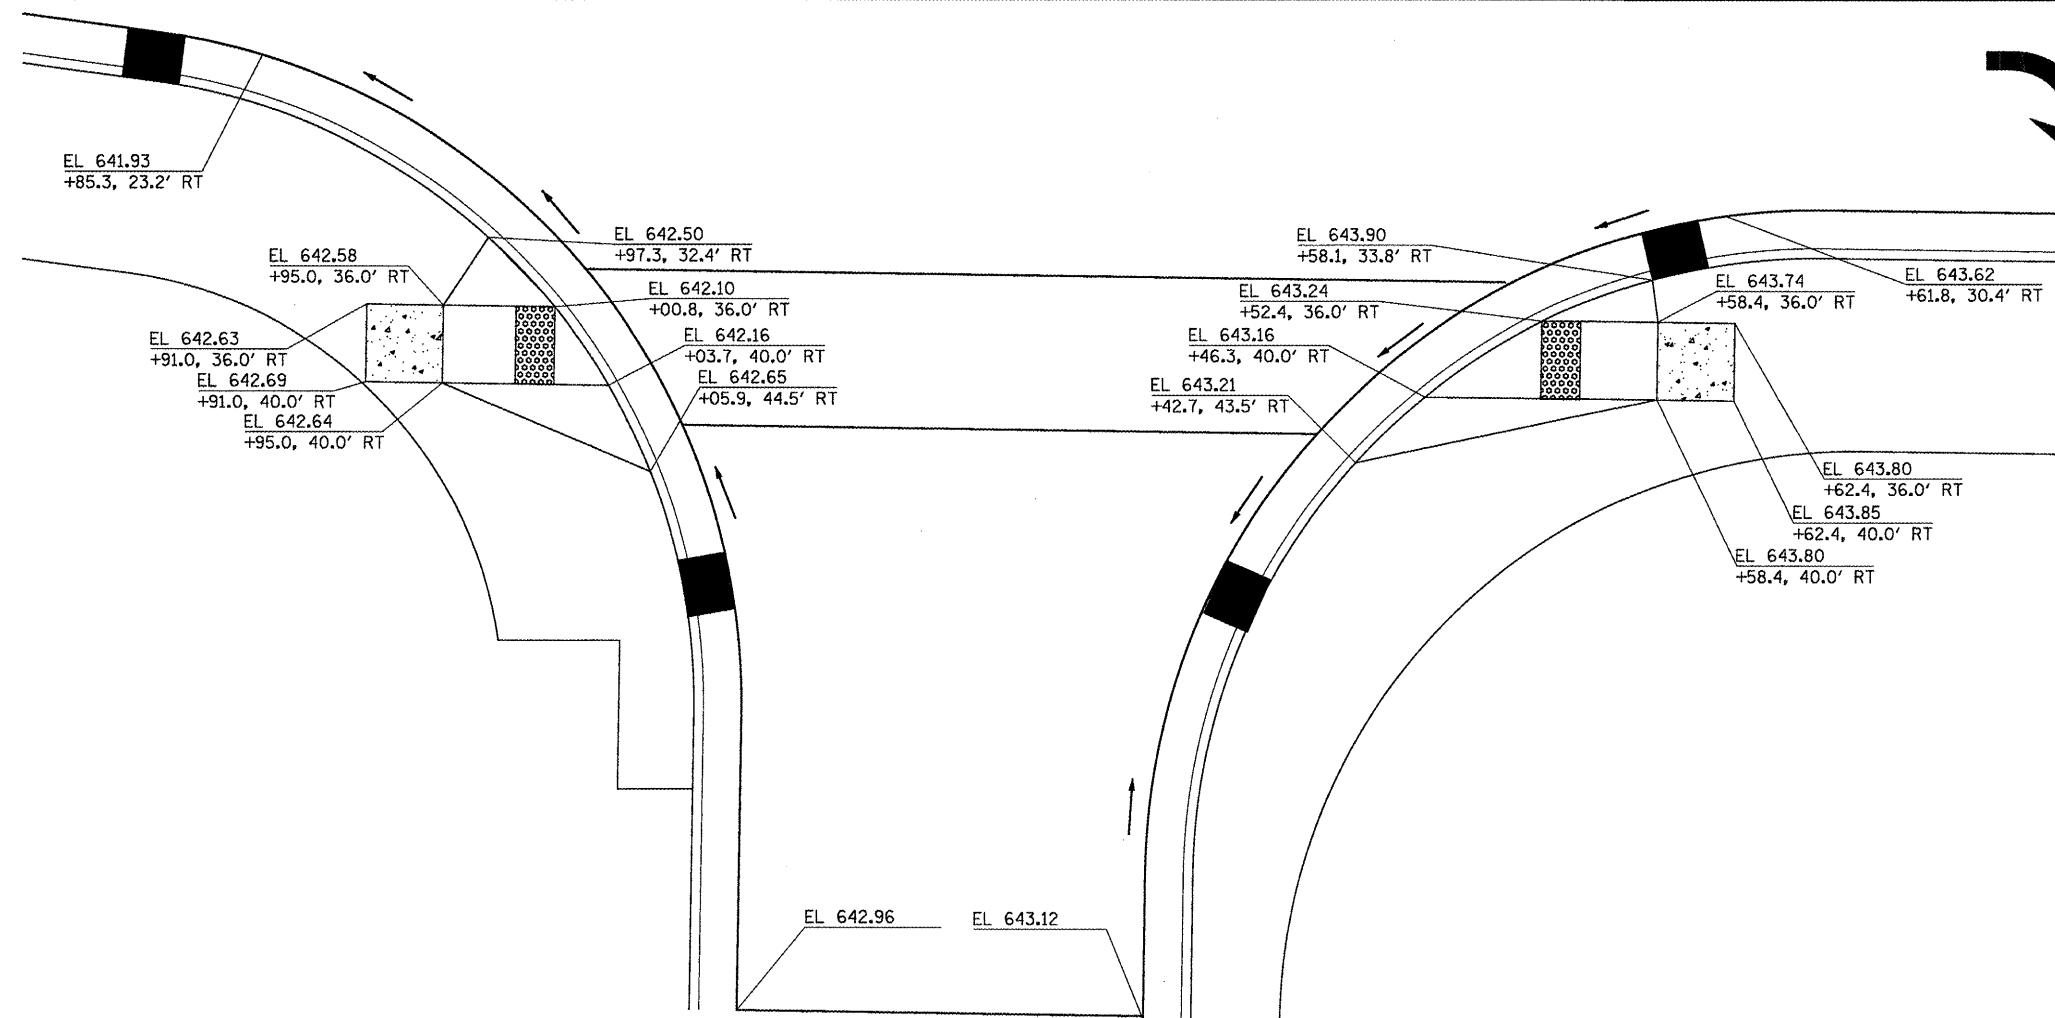 EL 641.93
+85.3, 23.2' RT
EL 642.50
+97.3, 32.4' RT
EL 642.58
+95.0, 36.0' RT
EL 642.10
+00.8, 36.0' RT
EL 642.63
+91.0, 36.0' RT
EL 642.16
+03.7, 40.0' RT
EL 642.69
+91.0, 40.0' RT
EL 642.65
+05.9, 44.5' RT
EL 642.64
+95.0, 40.0' RT
EL 643.90
+58.1, 33.8' RT
EL 643.62
+61.8, 30.4' RT
EL 643.74
+58.4, 36.0' RT
EL 643.24
+52.4, 36.0' RT
EL 643.16
+46.3, 40.0' RT
EL 643.21
+42.7, 43.5' RT
EL 643.80
+62.4, 36.0' RT
EL 643.85
+62.4, 40.0' RT
EL 643.80
+58.4, 40.0' RT
EL 642.96
EL 643.12